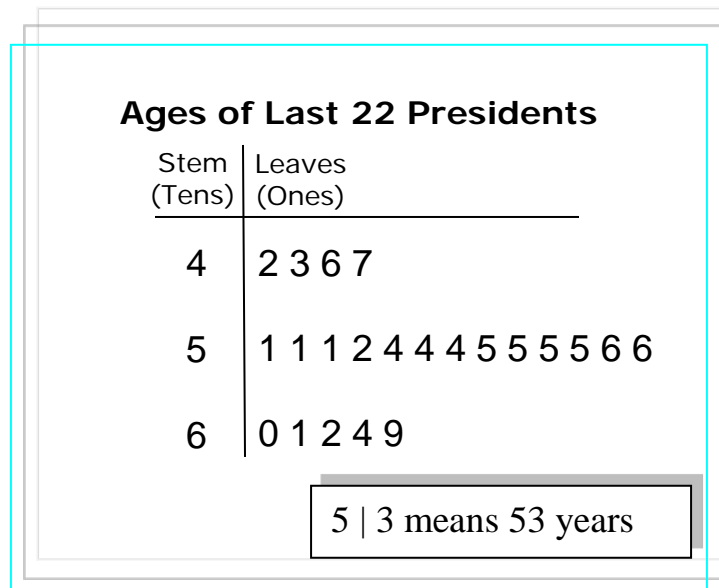 Ages of Last 22 Presidents
Stem Leaves
(Tens) (Ones)
4 2 3 6 7
5 1 1 1 2 4 4 4 5 5 5 5 6 6
6 0 1 2 4 9
5 | 3 means 53 years